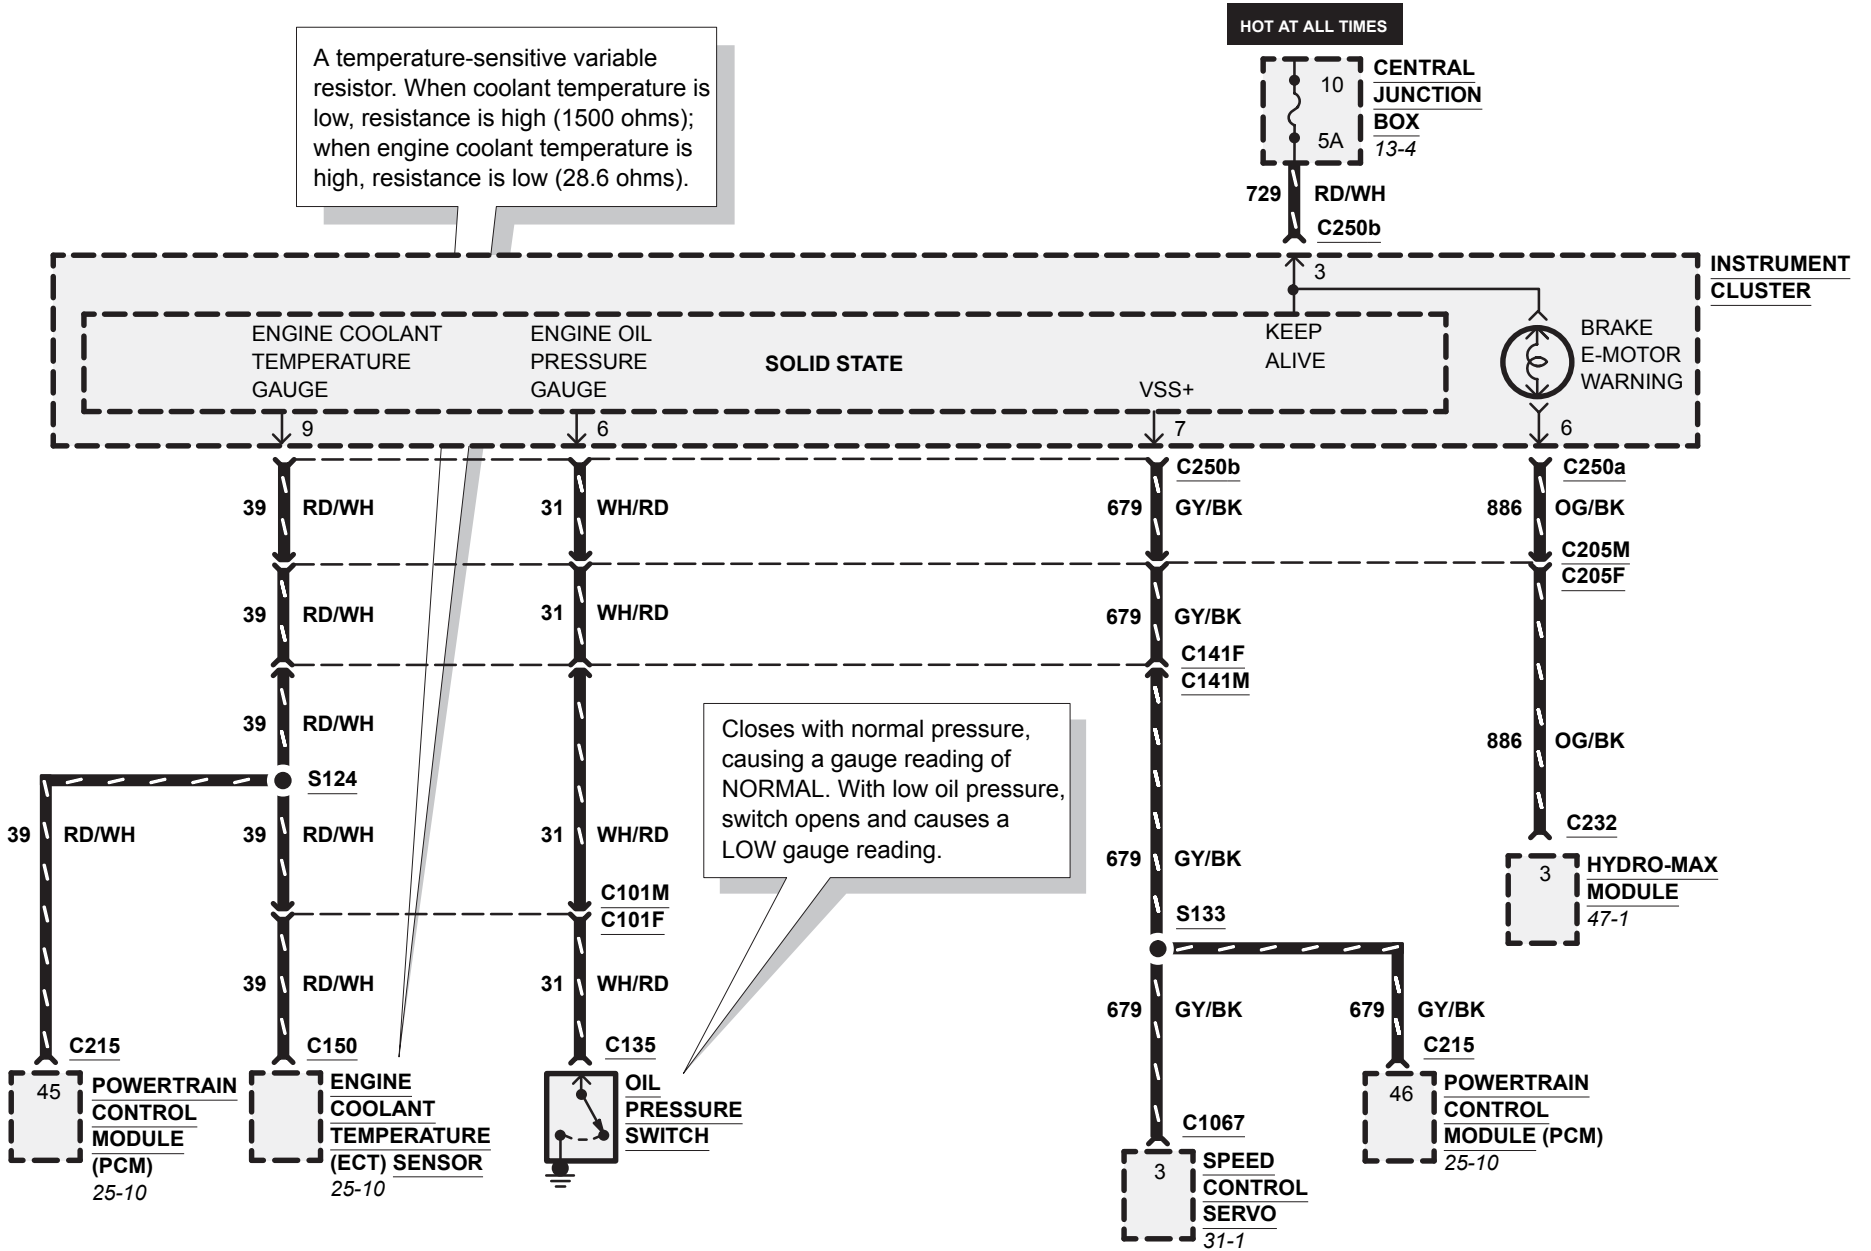 HOT AT ALL TIMES
10
5A
CENTRAL
JUNCTION
BOX
13-4
729 RD/WH
C250b
A temperature-sensitive variable
resistor. When coolant temperature is
low, resistance is high (1500 ohms);
when engine coolant temperature is
high, resistance is low (28.6 ohms).
3
INSTRUMENT
CLUSTER
ENGINE COOLANT
TEMPERATURE
GAUGE
ENGINE OIL
PRESSURE
GAUGE
SOLID STATE
VSS+
KEEP
ALIVE
BRAKE
E-MOTOR
WARNING
9
6
7
6
C250b
C250a
39 RD/WH
31 WH/RD
679 GY/BK
886 OG/BK
C205M
C205F
39 RD/WH
31 WH/RD
679 GY/BK
C141F
C141M
39 RD/WH
886 OG/BK
S124
Closes with normal pressure,
causing a gauge reading of
NORMAL. With low oil pressure,
switch opens and causes a
LOW gauge reading.
39 RD/WH
39 RD/WH
31 WH/RD
679 GY/BK
C232
3
HYDRO-MAX
MODULE
47-1
C101M
C101F
S133
39 RD/WH
31 WH/RD
679 GY/BK
679 GY/BK
C215
45
POWERTRAIN
CONTROL
MODULE
(PCM)
25-10
C150
ENGINE
COOLANT
TEMPERATURE
(ECT) SENSOR
25-10
C135
OIL
PRESSURE
SWITCH
C1067
3
SPEED
CONTROL
SERVO
31-1
C215
46
POWERTRAIN
CONTROL
MODULE (PCM)
25-10